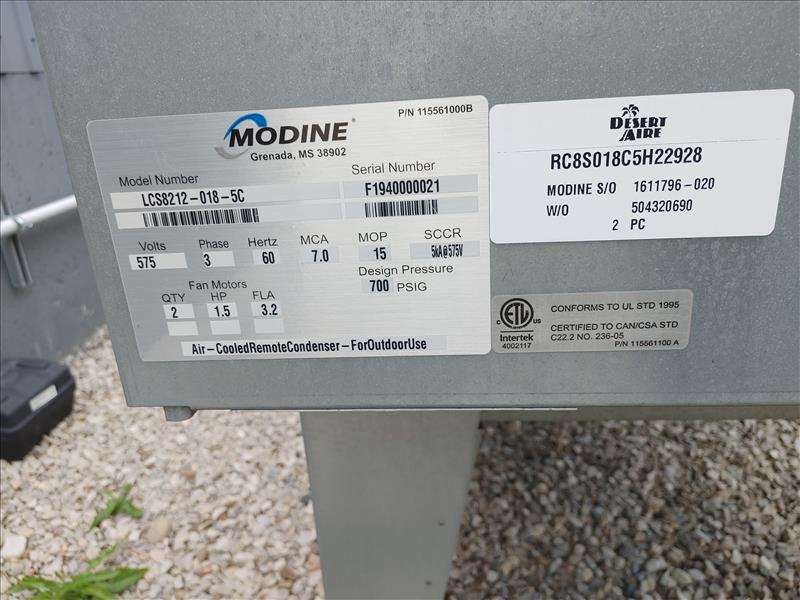 MODINE
P/N 115561000B
Grenada, MS 38902
Model Number
LCS8212-018-5C
Serial Number
F1940000021
Volts Phase Hertz MCA MOP SCCR
575 3 60 7.0 15 5kA@575V
Fan Motors
QTY HP FLA
2 1.5 3.2
Design Pressure
700 PSIG
Air-CooledRemoteCondenser-ForOutdoorUse
DESERT
AIRE
RC8S018C5H22928
MODINE S/O 1611796-020
W/O 504320690
2 PC
C ETL US
Intertek
4002117
CONFORMS TO UL STD 1995
CERTIFIED TO CAN/CSA STD
C22.2 NO. 236-05
P/N 115561100 A